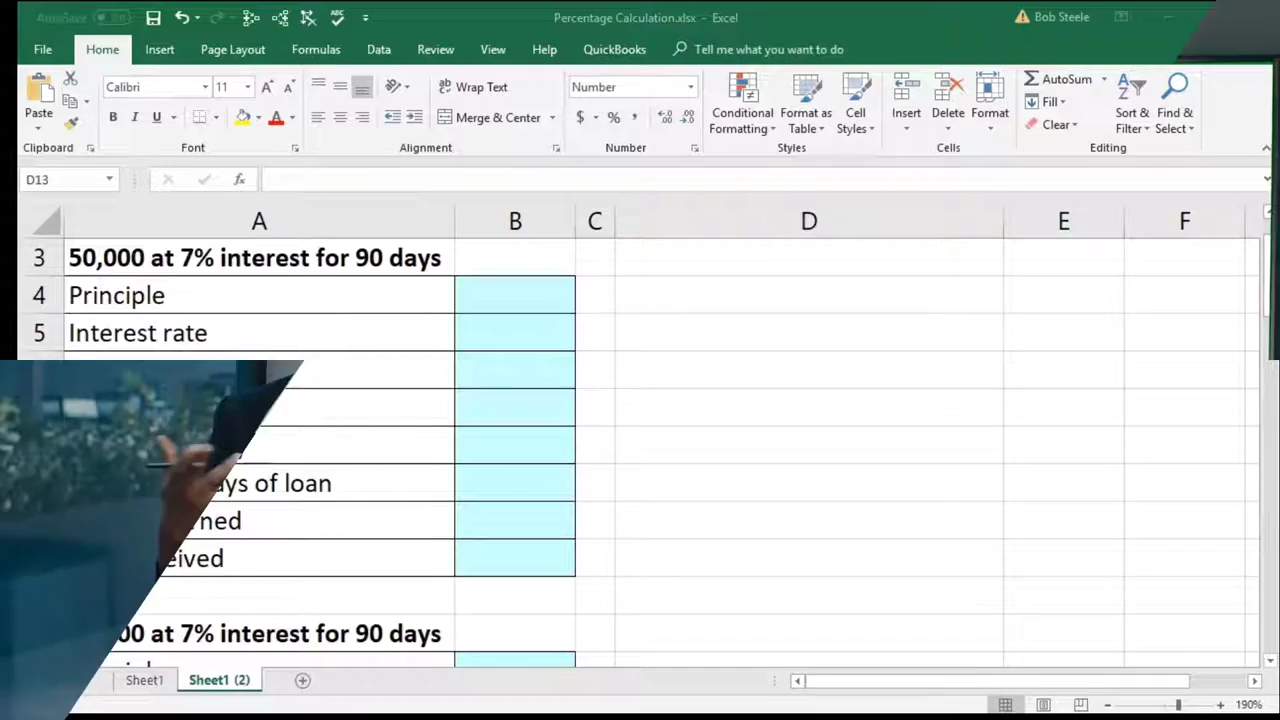 AutoSave Off Percentage Calculation.xlsx - Excel Bob Steele
File Home Insert Page Layout Formulas Data Review View Help QuickBooks Tell me what you want to do
Calibri 11 Wrap Text Number AutoSum
Paste Merge & Center $ % , Conditional Formatting Format as Table Cell Styles Insert Delete Format Fill Clear Sort & Filter Find & Select
Clipboard Font Alignment Number Styles Cells Editing
D13 fx
A B C D E F
3 50,000 at 7% interest for 90 days
4 Principle
5 Interest rate
ays of loan
ned
eived
00 at 7% interest for 90 days
Sheet1 Sheet1 (2)
190%